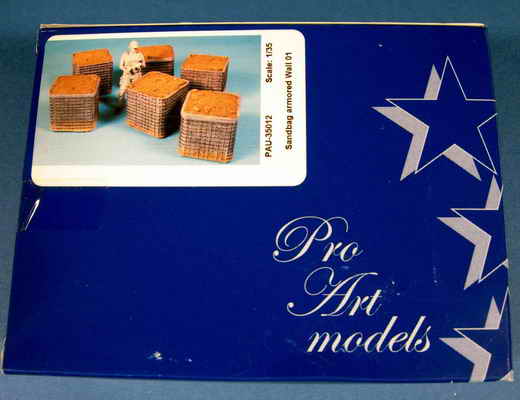 PAU-35012 Scale: 1/35
Sandbag armored Wall 01
Pro
Art
models